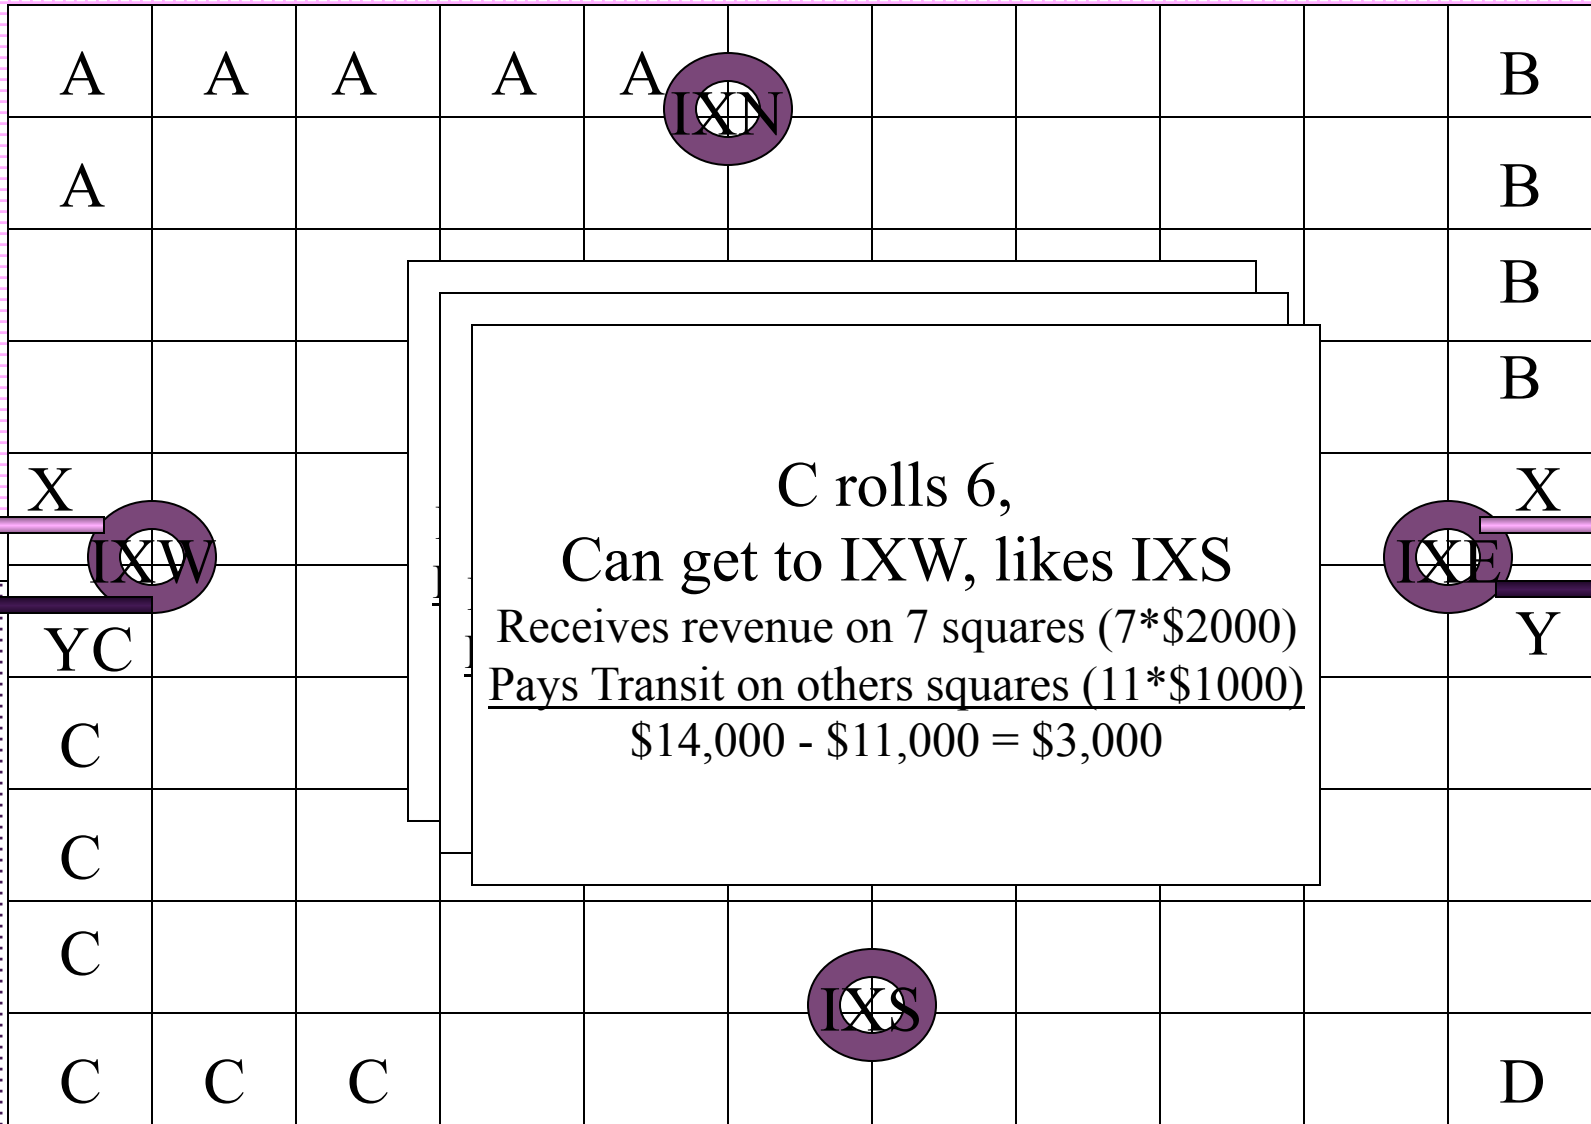 A A A A A IXN B
A B
B
B
X X
IXW IXE
YC Y
C rolls 6,
Can get to IXW, likes IXS
Receives revenue on 7 squares (7*$2000)
Pays Transit on others squares (11*$1000)
$14,000 - $11,000 = $3,000
C
C
C
IXS
C C C D